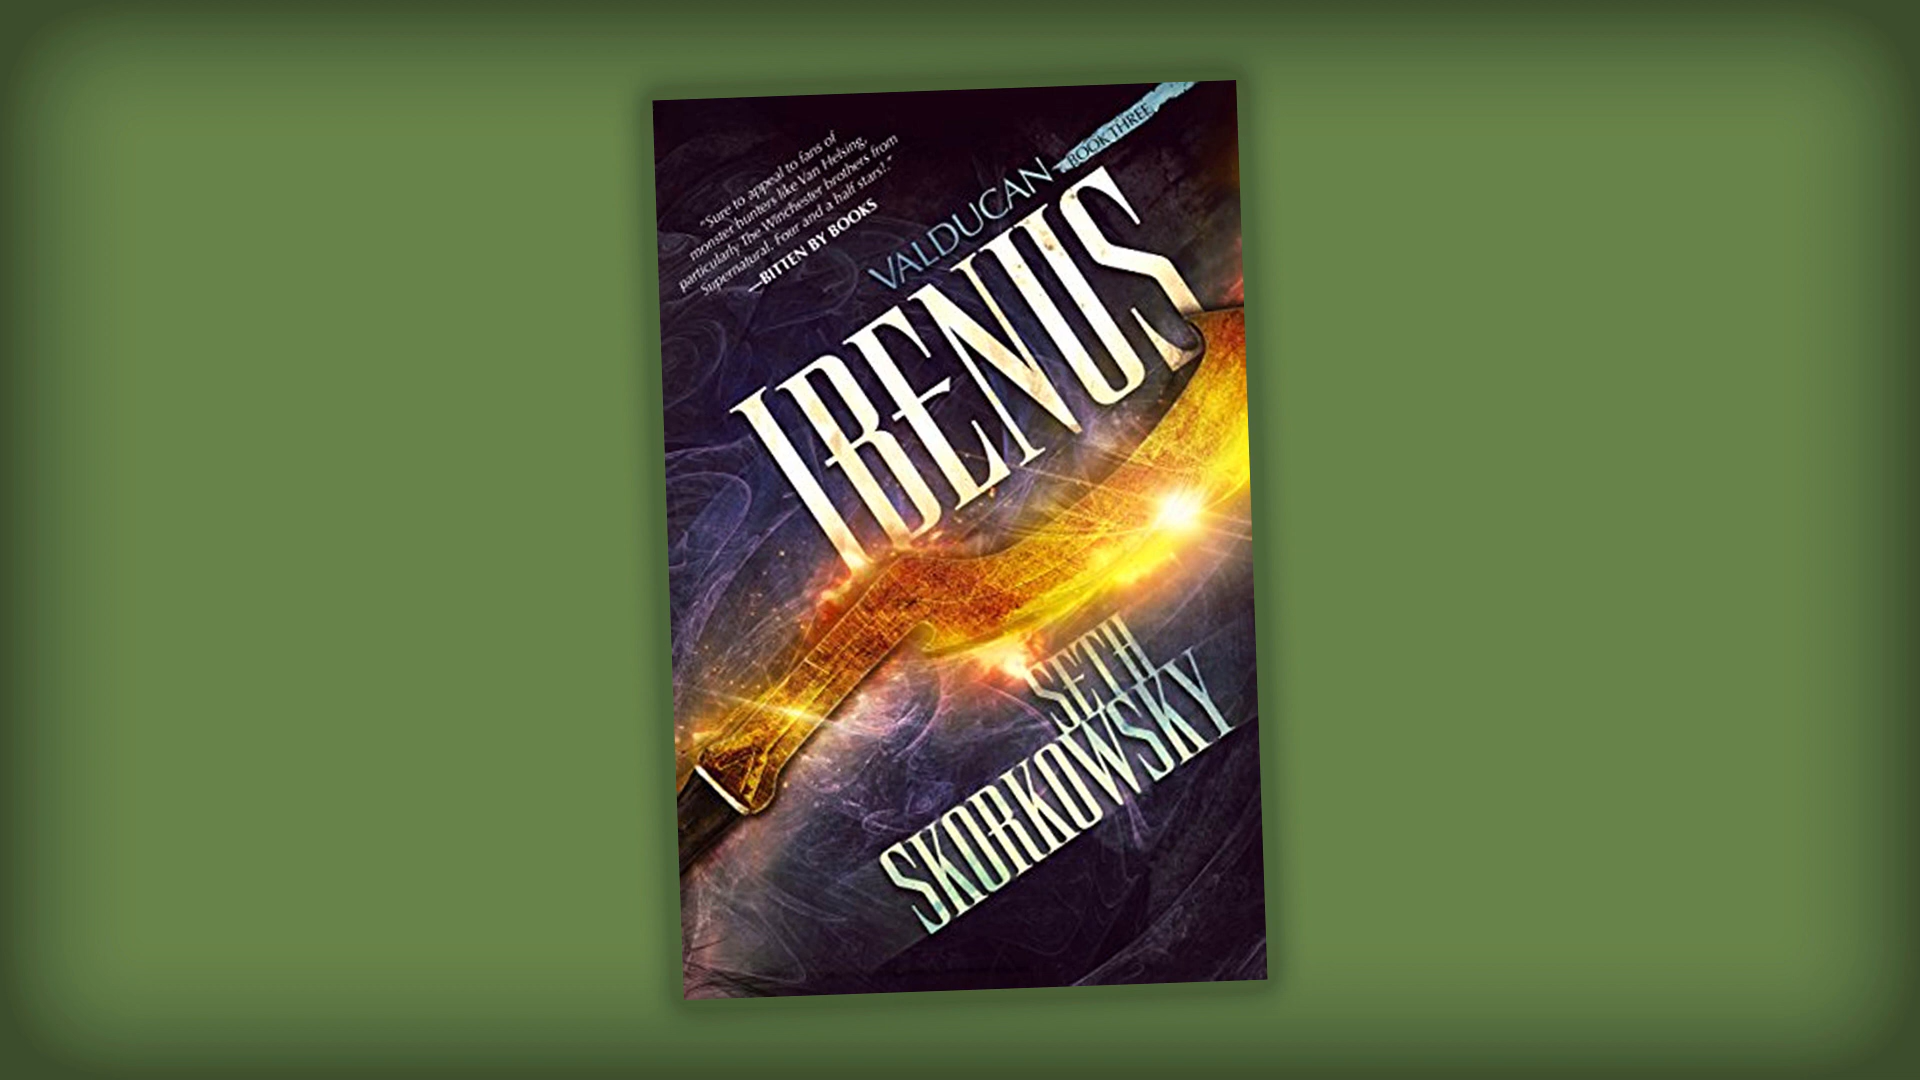 "Sure to appeal to fans of
monster hunters like Van Helsing,
particularly The Winchester brothers from
Supernatural. Four and a half stars!."
—BITTEN BY BOOKS
VALDUCAN BOOK THREE
IBENUS
SETH
SKORKOWSKY